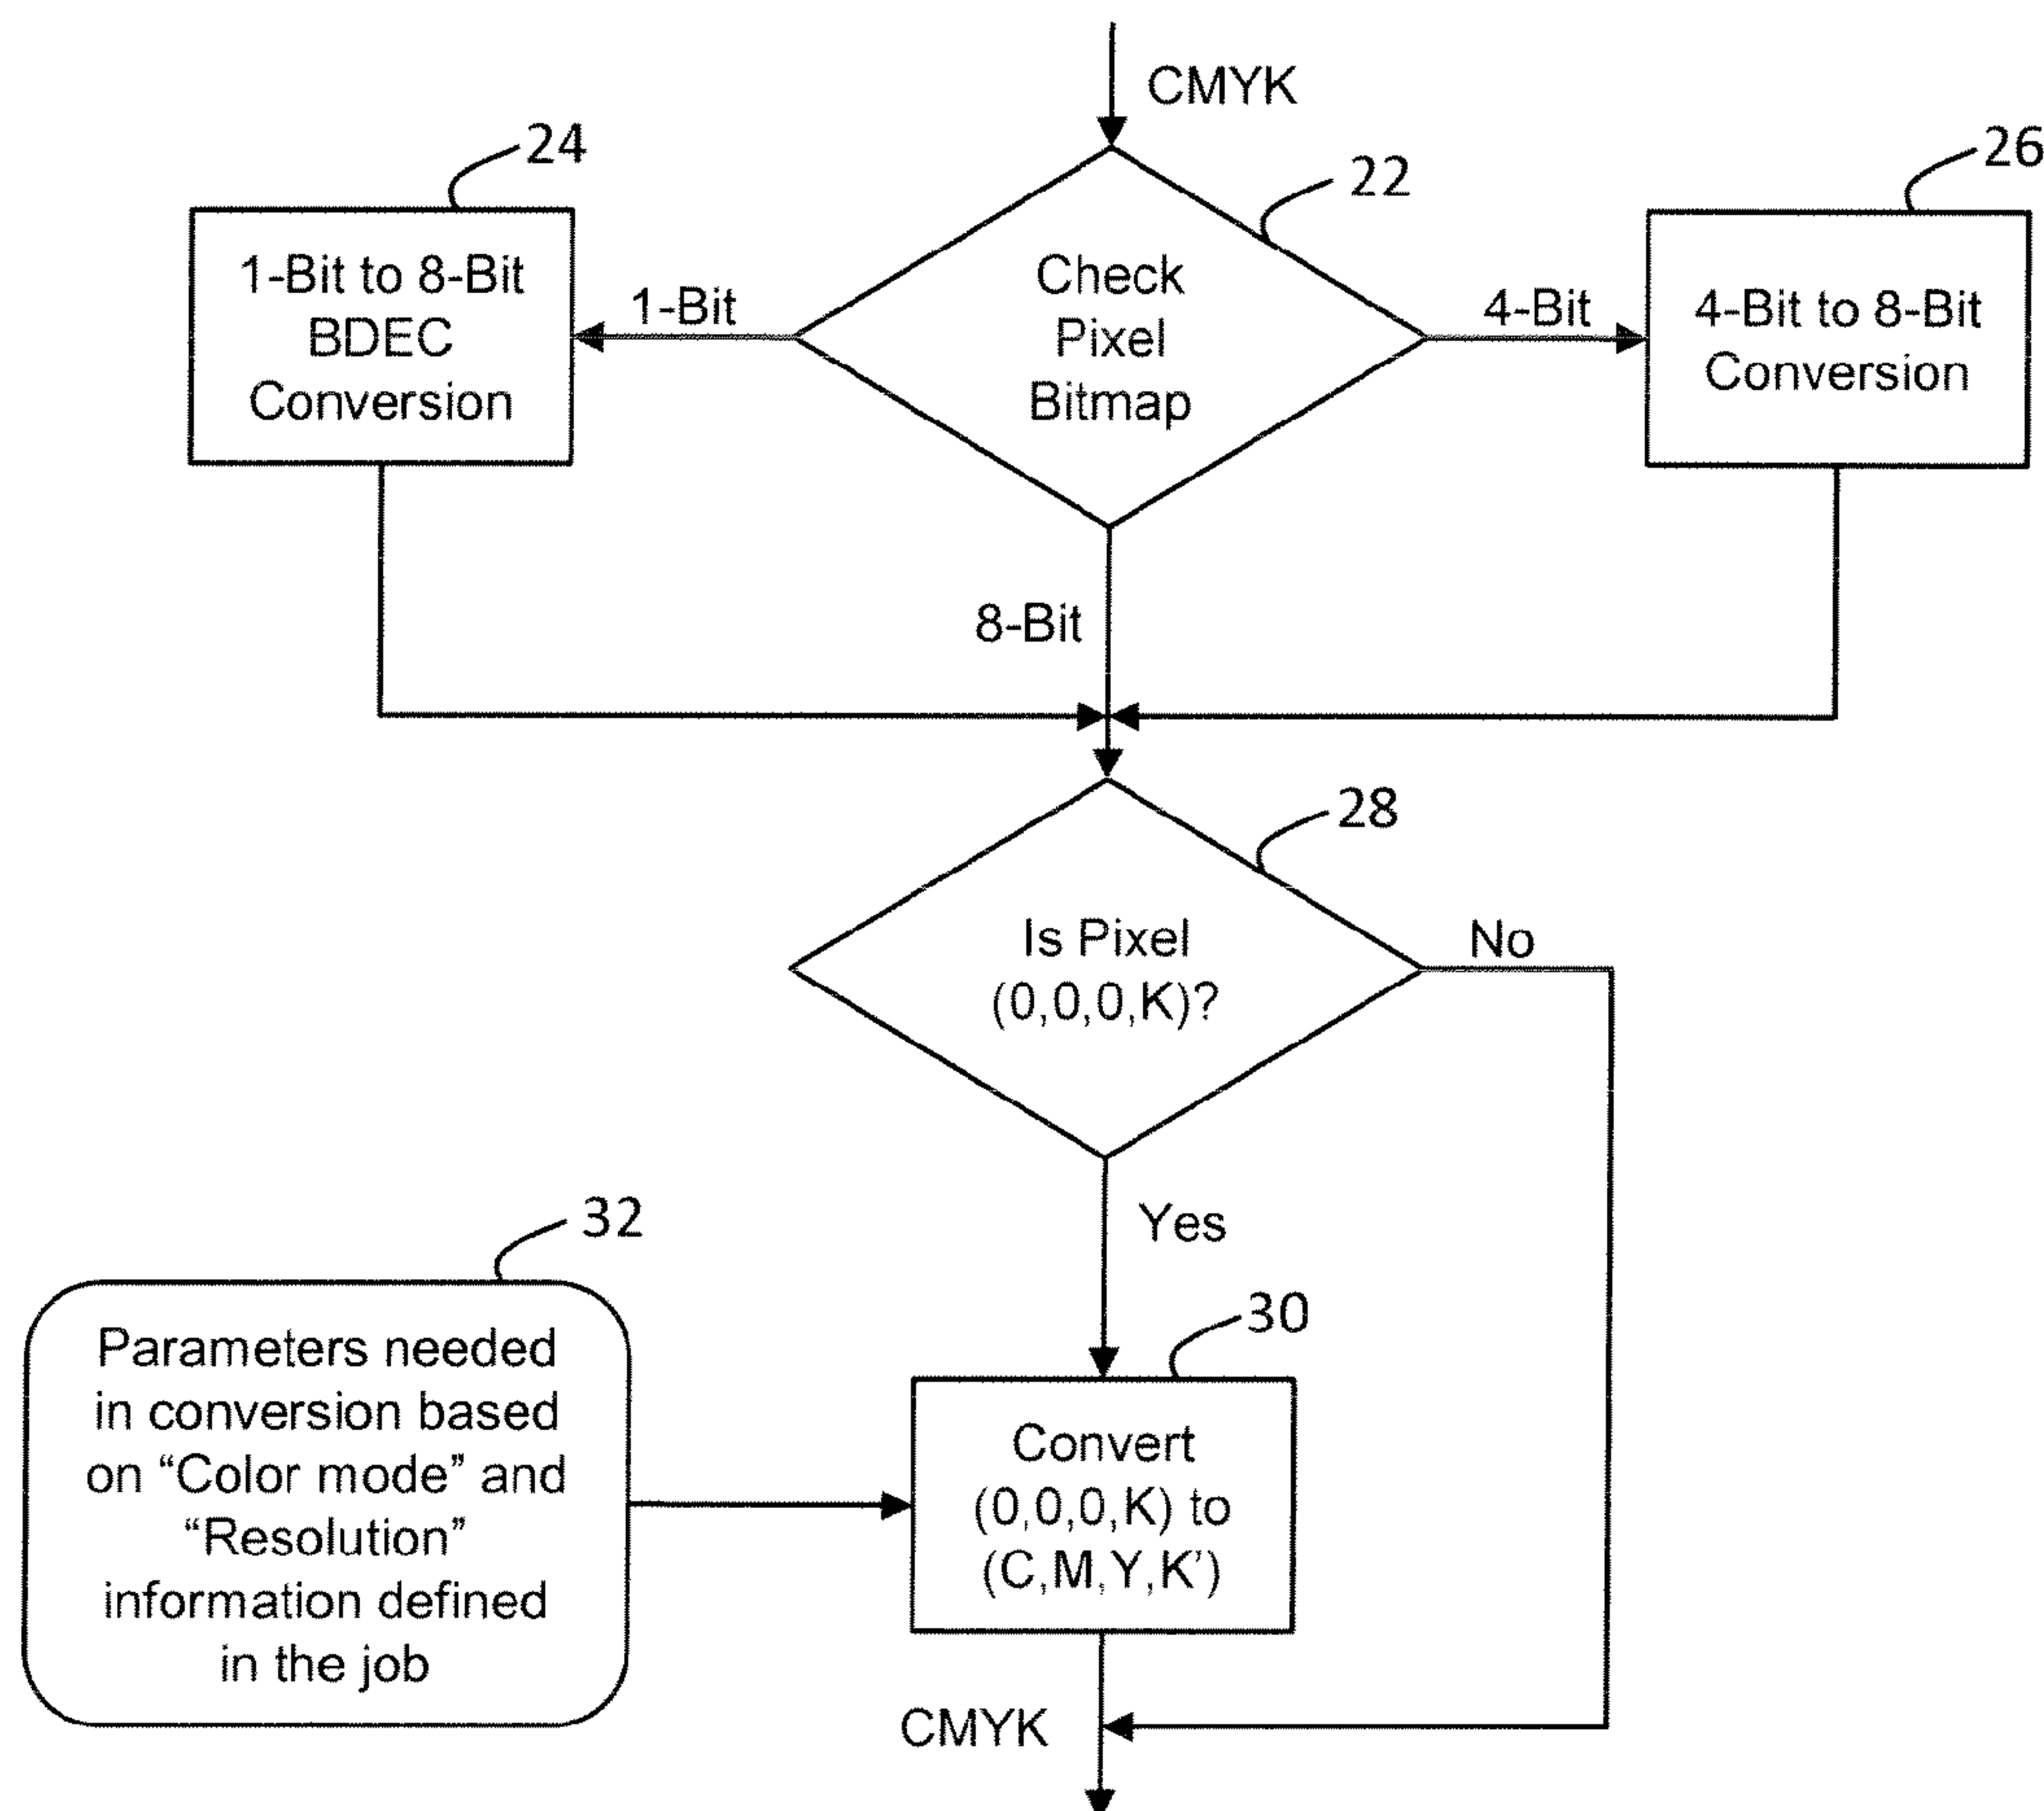 CMYK
24
22
26
1-Bit to 8-Bit
BDEC
Conversion
1-Bit
Check
Pixel
Bitmap
4-Bit
4-Bit to 8-Bit
Conversion
8-Bit
28
Is Pixel
(0,0,0,K)?
No
Yes
32
30
Parameters needed
in conversion based
on “Color mode” and
“Resolution”
information defined
in the job
Convert
(0,0,0,K) to
(C,M,Y,K’)
CMYK